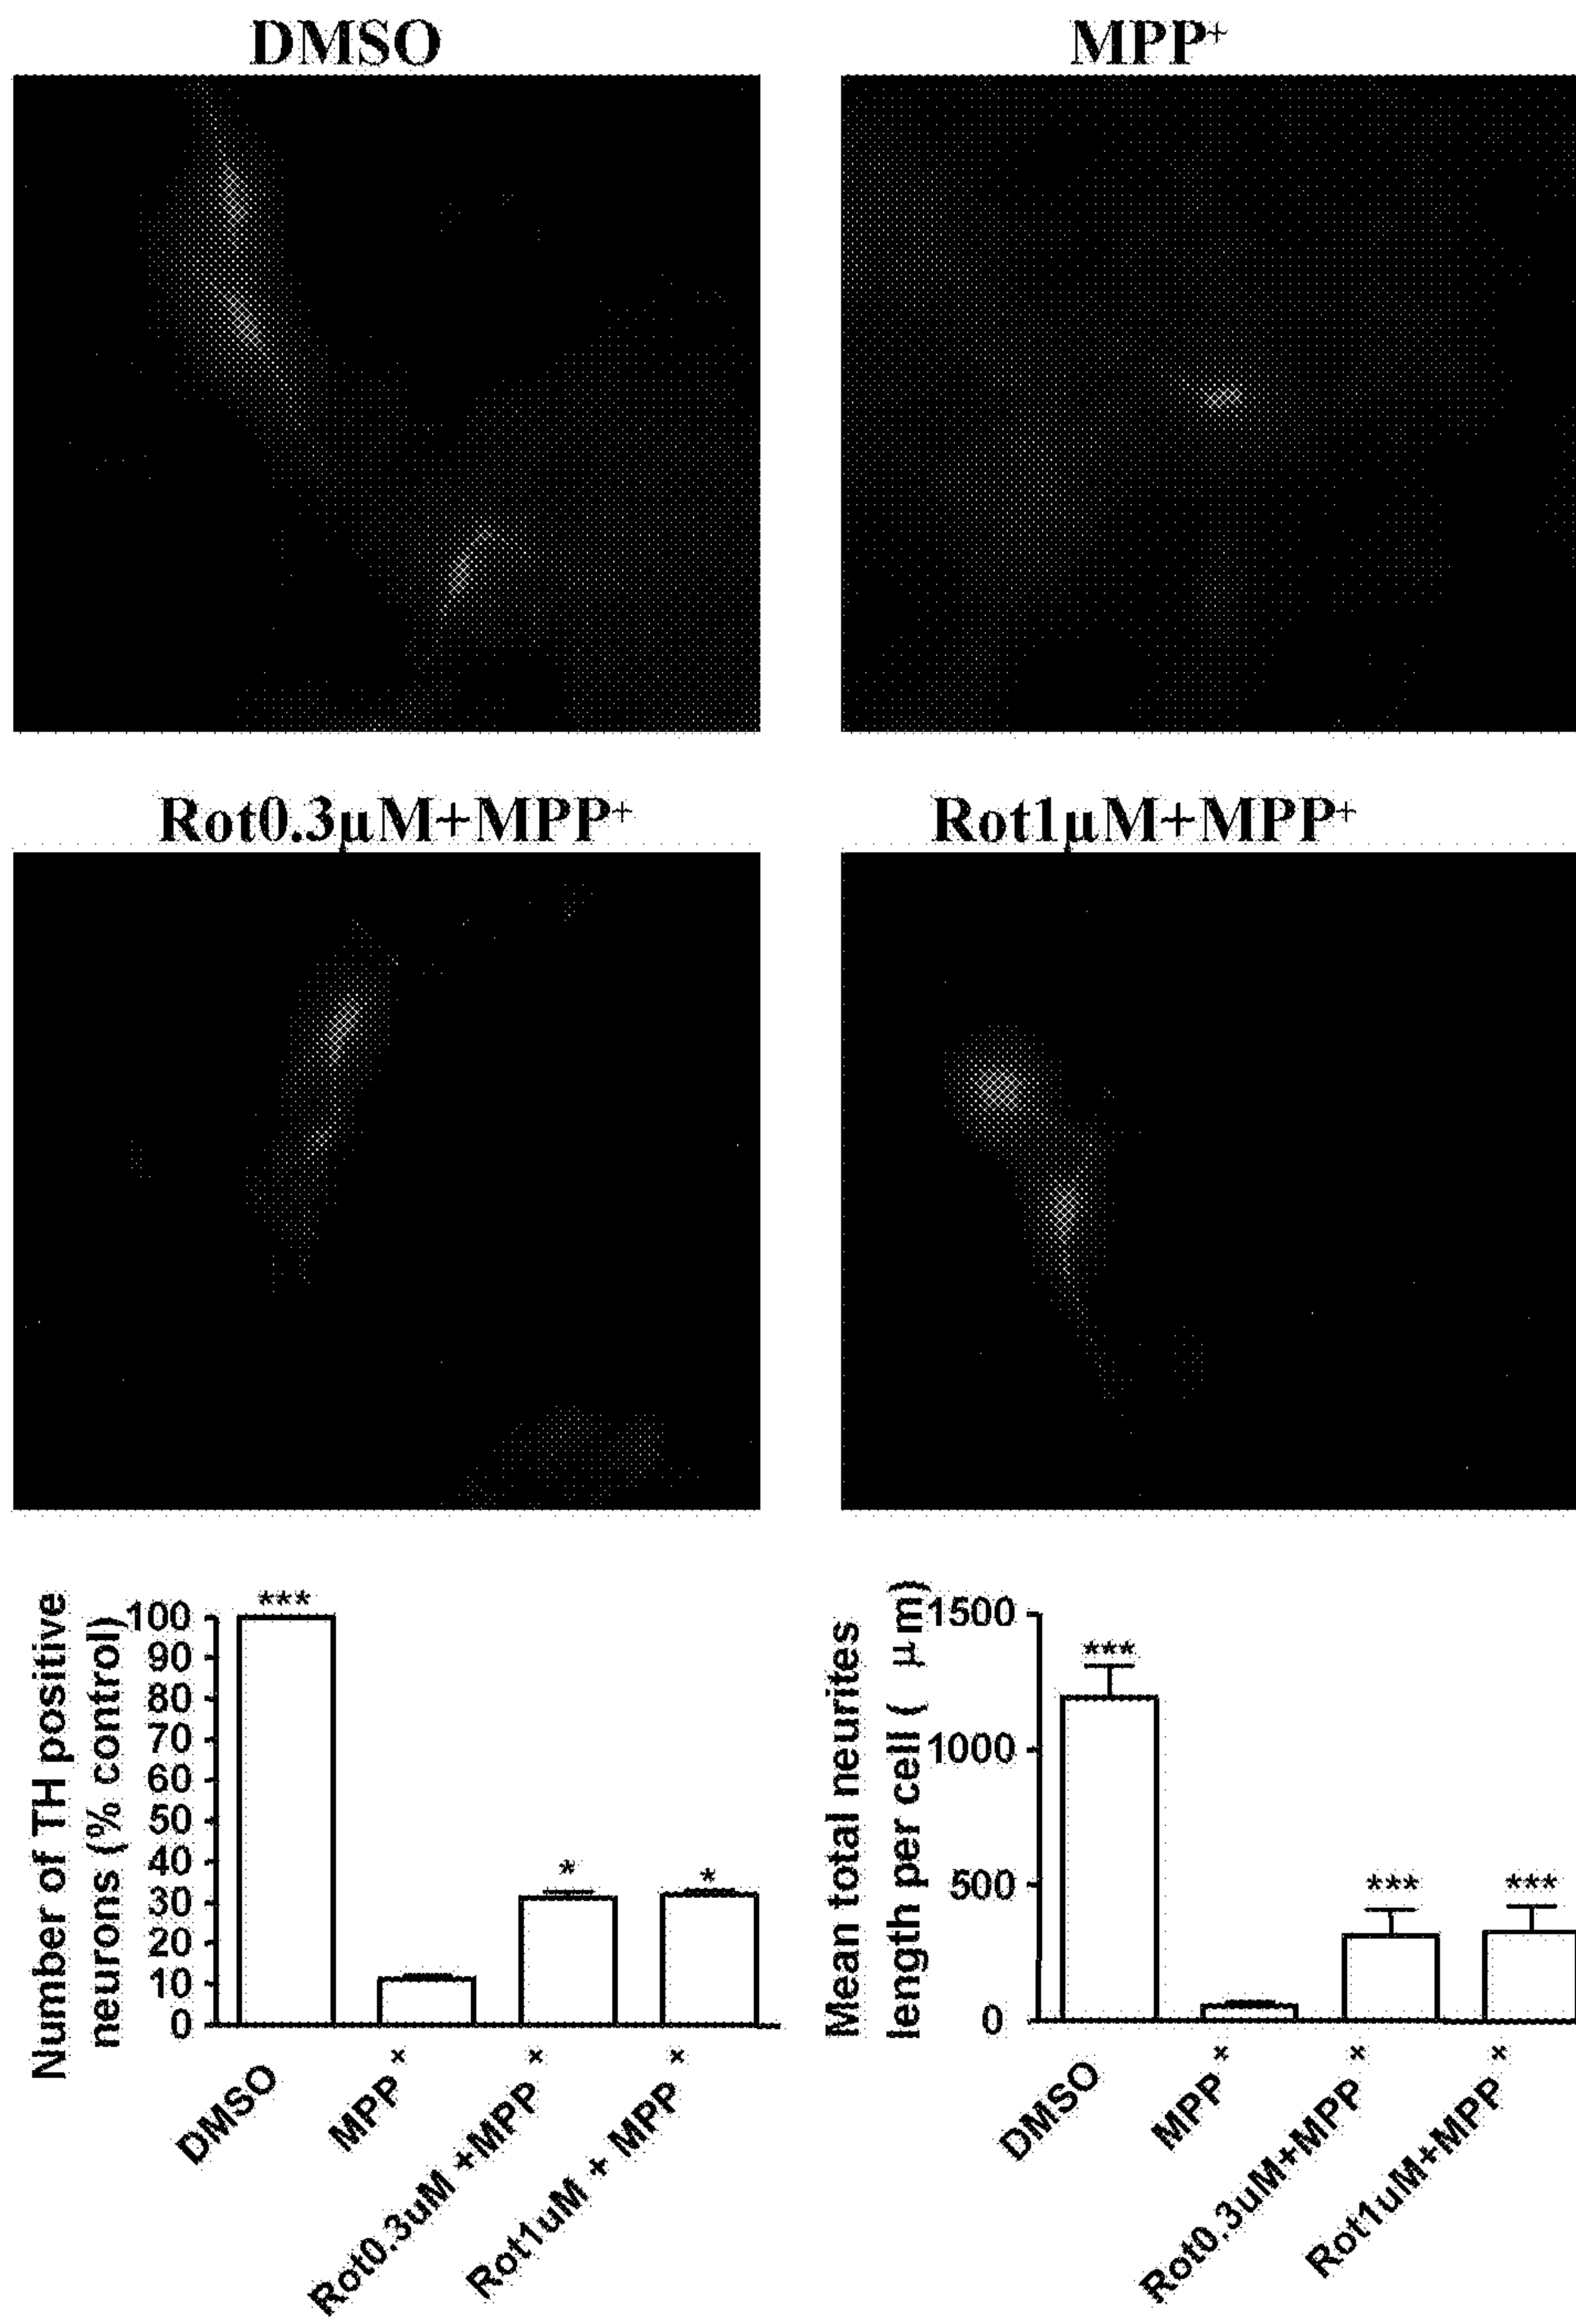 DMSO
MPP⁺
Rot0.3μM+MPP⁺
Rot1μM+MPP⁺
Number of TH positive
neurons (% control)
100
90
80
70
60
50
40
30
20
10
0
***
*
*
DMSO
MPP⁺
Rot0.3uM +MPP⁺
Rot1uM + MPP⁺
Mean total neurites
length per cell ( μm)
1500
1000
500
0
***
***
***
DMSO
MPP⁺
Rot0.3uM+MPP⁺
Rot1uM+MPP⁺